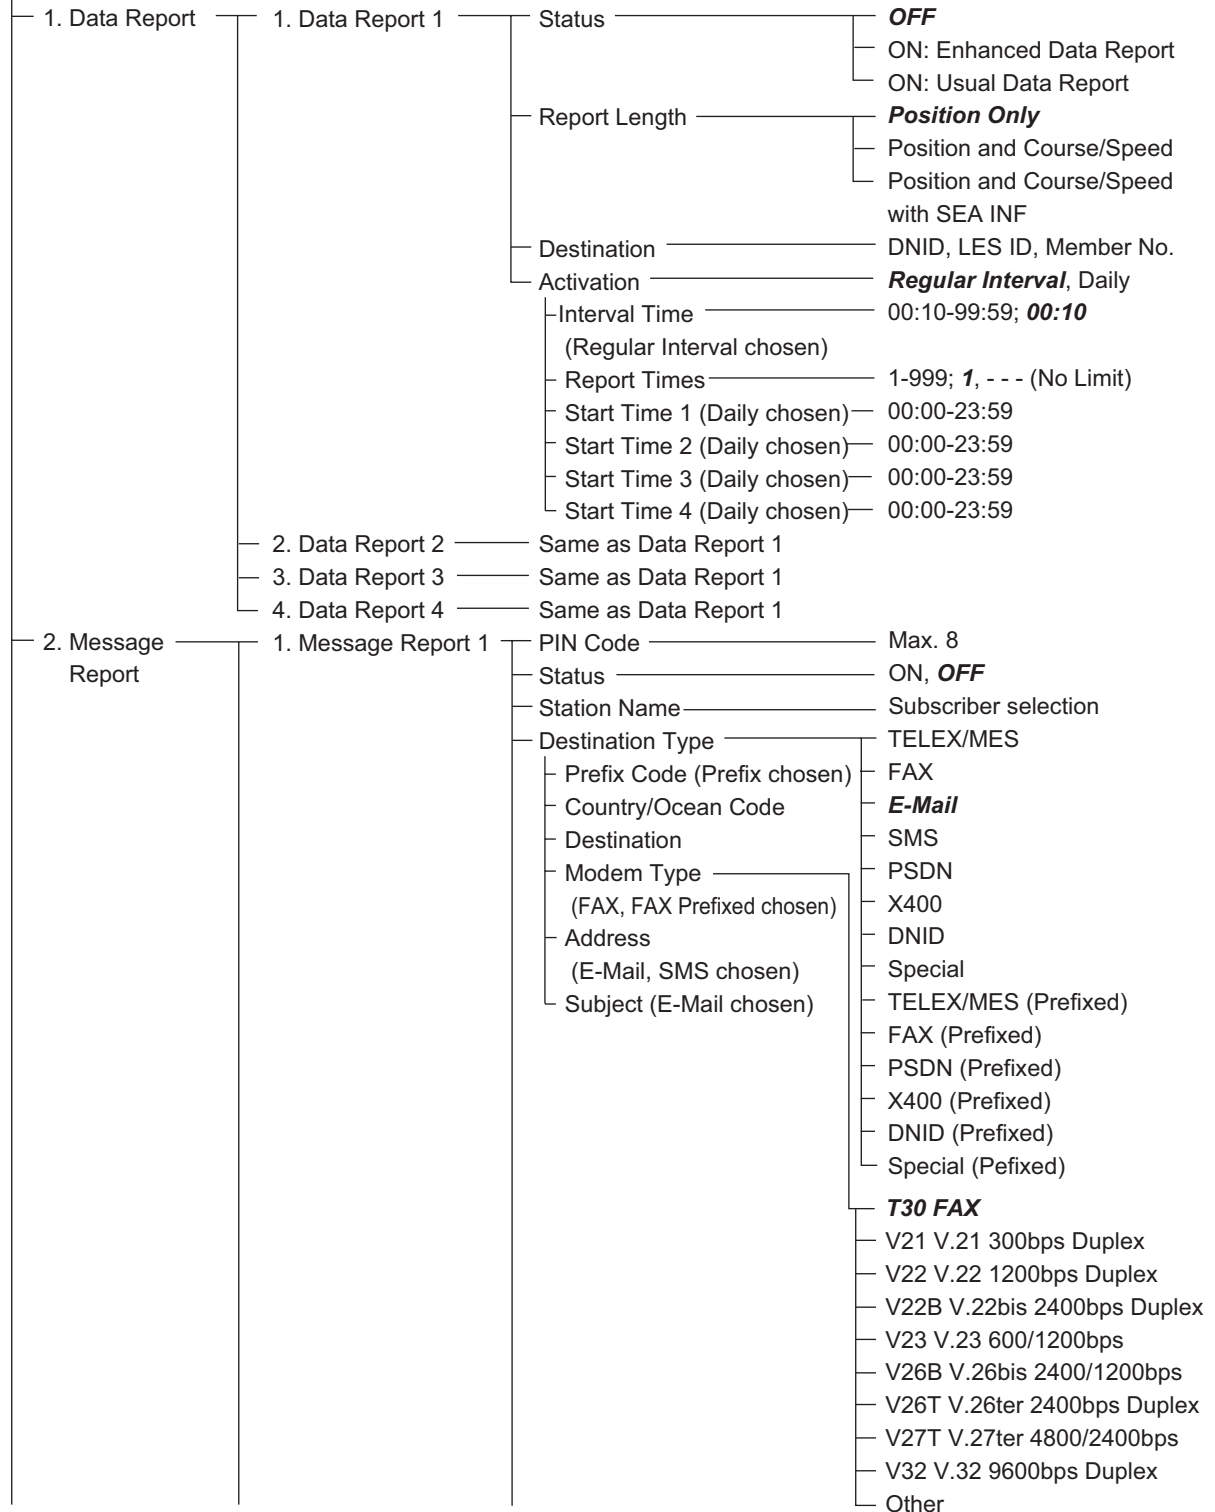 1. Data Report 1. Data Report 1 Status OFF
ON: Enhanced Data Report
ON: Usual Data Report
Report Length Position Only
Position and Course/Speed
Position and Course/Speed
with SEA INF
Destination DNID, LES ID, Member No.
Activation Regular Interval, Daily
Interval Time 00:10-99:59; 00:10
(Regular Interval chosen)
Report Times 1-999; 1, - - - (No Limit)
Start Time 1 (Daily chosen) 00:00-23:59
Start Time 2 (Daily chosen) 00:00-23:59
Start Time 3 (Daily chosen) 00:00-23:59
Start Time 4 (Daily chosen) 00:00-23:59
2. Data Report 2 Same as Data Report 1
3. Data Report 3 Same as Data Report 1
4. Data Report 4 Same as Data Report 1
2. Message 1. Message Report 1 PIN Code Max. 8
Report Status ON, OFF
Station Name Subscriber selection
Destination Type TELEX/MES
Prefix Code (Prefix chosen) FAX
Country/Ocean Code E-Mail
Destination SMS
Modem Type PSDN
(FAX, FAX Prefixed chosen) X400
Address DNID
(E-Mail, SMS chosen) Special
Subject (E-Mail chosen) TELEX/MES (Prefixed)
FAX (Prefixed)
PSDN (Prefixed)
X400 (Prefixed)
DNID (Prefixed)
Special (Pefixed)
T30 FAX
V21 V.21 300bps Duplex
V22 V.22 1200bps Duplex
V22B V.22bis 2400bps Duplex
V23 V.23 600/1200bps
V26B V.26bis 2400/1200bps
V26T V.26ter 2400bps Duplex
V27T V.27ter 4800/2400bps
V32 V.32 9600bps Duplex
Other